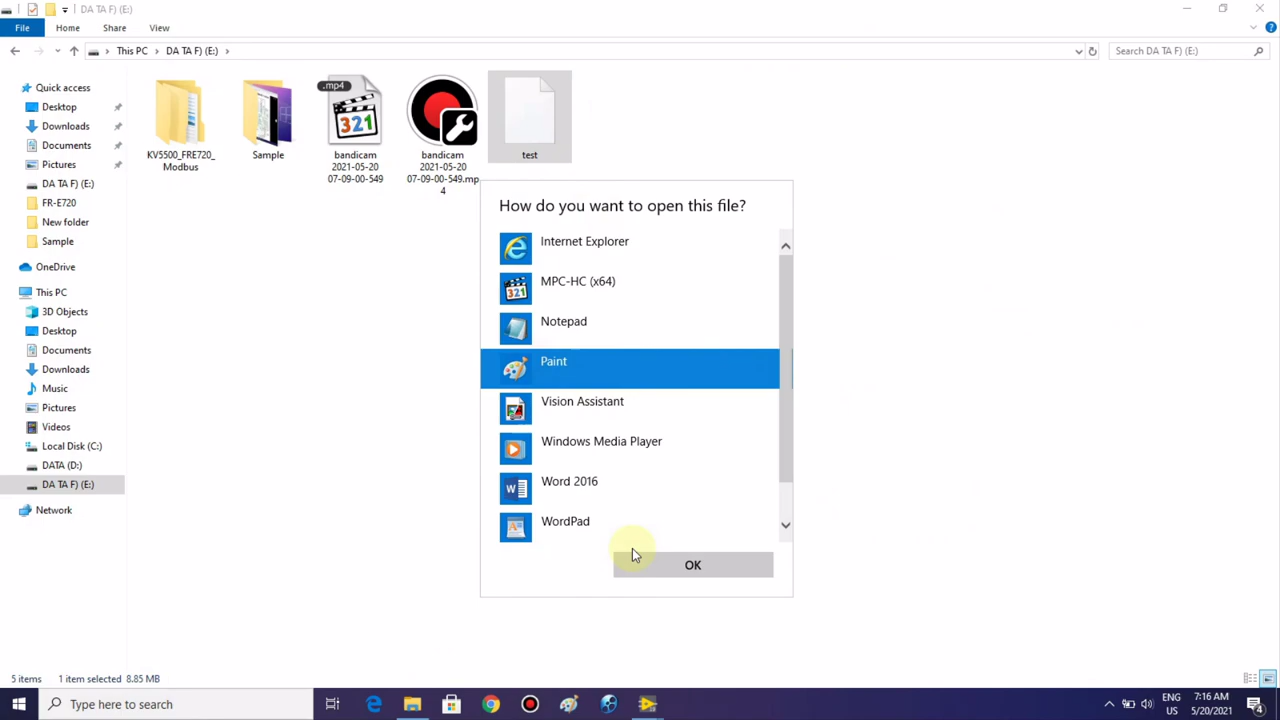 DA TA F) (E:)
File
Home
Share
View
This PC
DA TA F) (E:)
Search DA TA F) (E:)
Quick access
Desktop
Downloads
Documents
Pictures
DA TA F) (E:)
FR-E720
New folder
Sample
OneDrive
This PC
3D Objects
Desktop
Documents
Downloads
Music
Pictures
Videos
Local Disk (C:)
DATA (D:)
DA TA F) (E:)
Network
KV5500_FRE720_
Modbus
Sample
.mp4
321
bandicam
2021-05-20
07-09-00-549
bandicam
2021-05-20
07-09-00-549.mp
4
test
How do you want to open this file?
Internet Explorer
321
MPC-HC (x64)
Notepad
Paint
Vision Assistant
Windows Media Player
W
Word 2016
A
WordPad
OK
5 items
1 item selected 8.85 MB
Type here to search
ENG
US
7:16 AM
5/20/2021
4